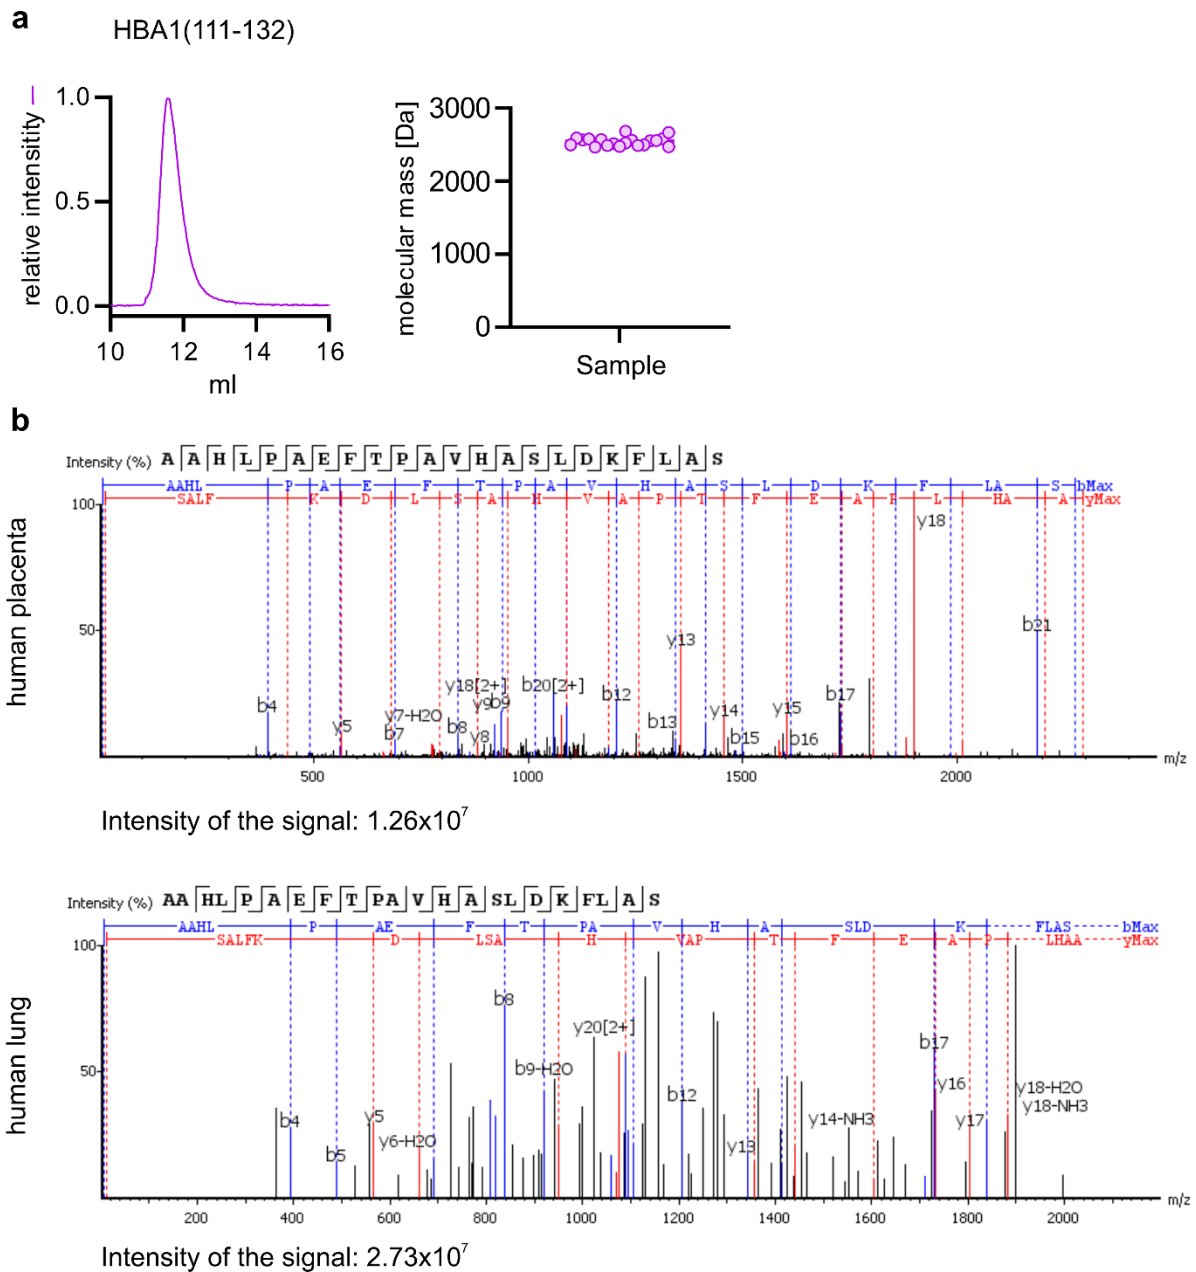 a
HBA1(111-132)
relative intensitity
1.0
0.5
0.0
10 12 14 16
ml
molecular mass [Da]
3000
2000
1000
0
Sample
b
human placenta
Intensity (%) A A H L P A E F T P A V H A S L D K F L A S
AAHL P A E F T P A V H A S L D K F LA S bMax
SALF K D L S A H V A P T F E A P L HA A yMax
100
50
b4
y5
y7-H2O
b7
b8
y8
y18[2+]
y9
b9
b20[2+]
b12
b13
y13
y14
b15
y15
b16
b17
y18
b21
500 1000 1500 2000 m/z
Intensity of the signal: 1.26x10⁷
human lung
Intensity (%) AA HL P A E F T PA V H A SL D K FL A S
AAHL P AE F T PA V H A SLD K FLAS bMax
SALFK D LSA H VAP T F E A P LHAA yMax
100
50
b4
b5
y5
y6-H2O
b8
b9-H2O
y20[2+]
b12
y13
y14-NH3
b17
y16
y17
y18-H2O
y18-NH3
200 400 600 800 1000 1200 1400 1600 1800 2000 m/z
Intensity of the signal: 2.73x10⁷